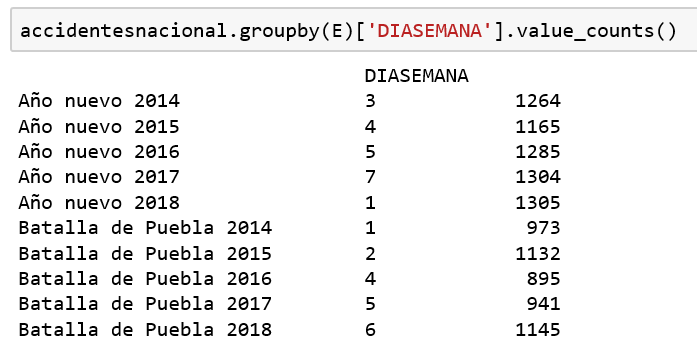 accidentesnacional.groupby(E)['DIASEMANA'].value_counts()
DIASEMANA
Año nuevo 2014 3 1264
Año nuevo 2015 4 1165
Año nuevo 2016 5 1285
Año nuevo 2017 7 1304
Año nuevo 2018 1 1305
Batalla de Puebla 2014 1 973
Batalla de Puebla 2015 2 1132
Batalla de Puebla 2016 4 895
Batalla de Puebla 2017 5 941
Batalla de Puebla 2018 6 1145